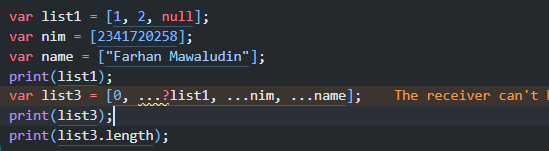 var list1 = [1, 2, null];
var nim = [2341720258];
var name = ["Farhan Mawaludin"];
print(list1);
var list3 = [0, ...?list1, ...nim, ...name];    The receiver can't
print(list3);
print(list3.length);